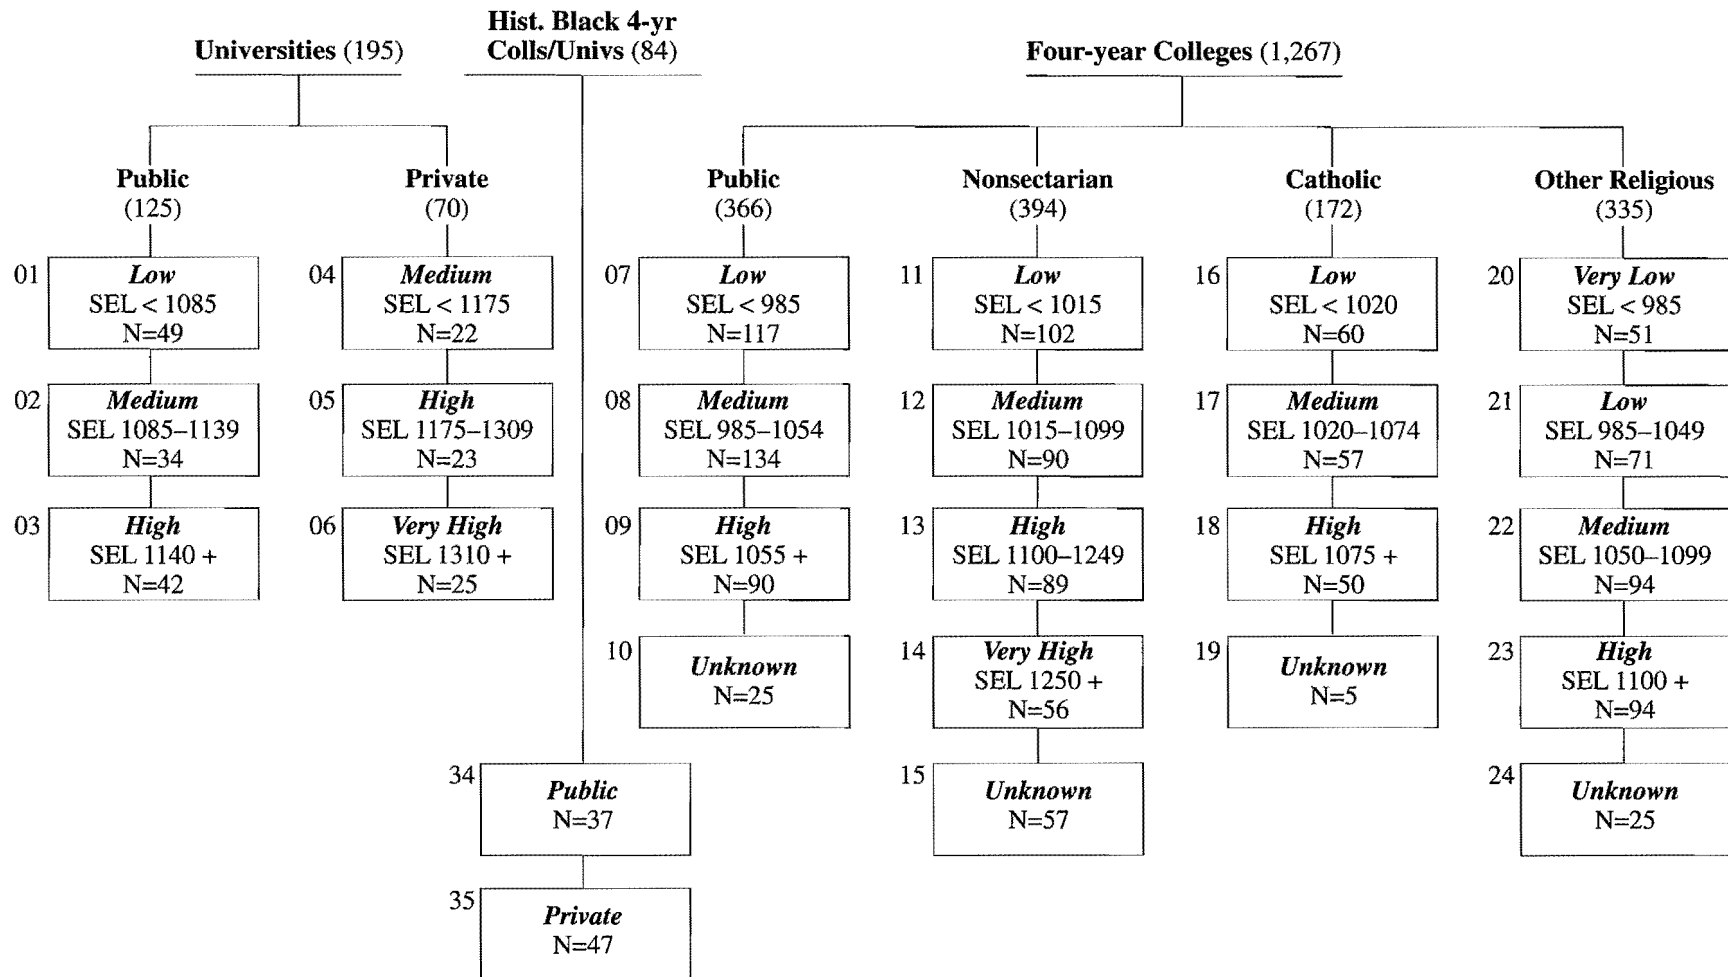 Universities (195)
Hist. Black 4-yr
Colls/Univs (84)
Four-year Colleges (1,267)
Public
(125)
01
Low
SEL < 1085
N=49
02
Medium
SEL 1085–1139
N=34
03
High
SEL 1140 +
N=42
Private
(70)
04
Medium
SEL < 1175
N=22
05
High
SEL 1175–1309
N=23
06
Very High
SEL 1310 +
N=25
34
Public
N=37
35
Private
N=47
Public
(366)
07
Low
SEL < 985
N=117
08
Medium
SEL 985–1054
N=134
09
High
SEL 1055 +
N=90
10
Unknown
N=25
Nonsectarian
(394)
11
Low
SEL < 1015
N=102
12
Medium
SEL 1015–1099
N=90
13
High
SEL 1100–1249
N=89
14
Very High
SEL 1250 +
N=56
15
Unknown
N=57
Catholic
(172)
16
Low
SEL < 1020
N=60
17
Medium
SEL 1020–1074
N=57
18
High
SEL 1075 +
N=50
19
Unknown
N=5
Other Religious
(335)
20
Very Low
SEL < 985
N=51
21
Low
SEL 985–1049
N=71
22
Medium
SEL 1050–1099
N=94
23
High
SEL 1100 +
N=94
24
Unknown
N=25